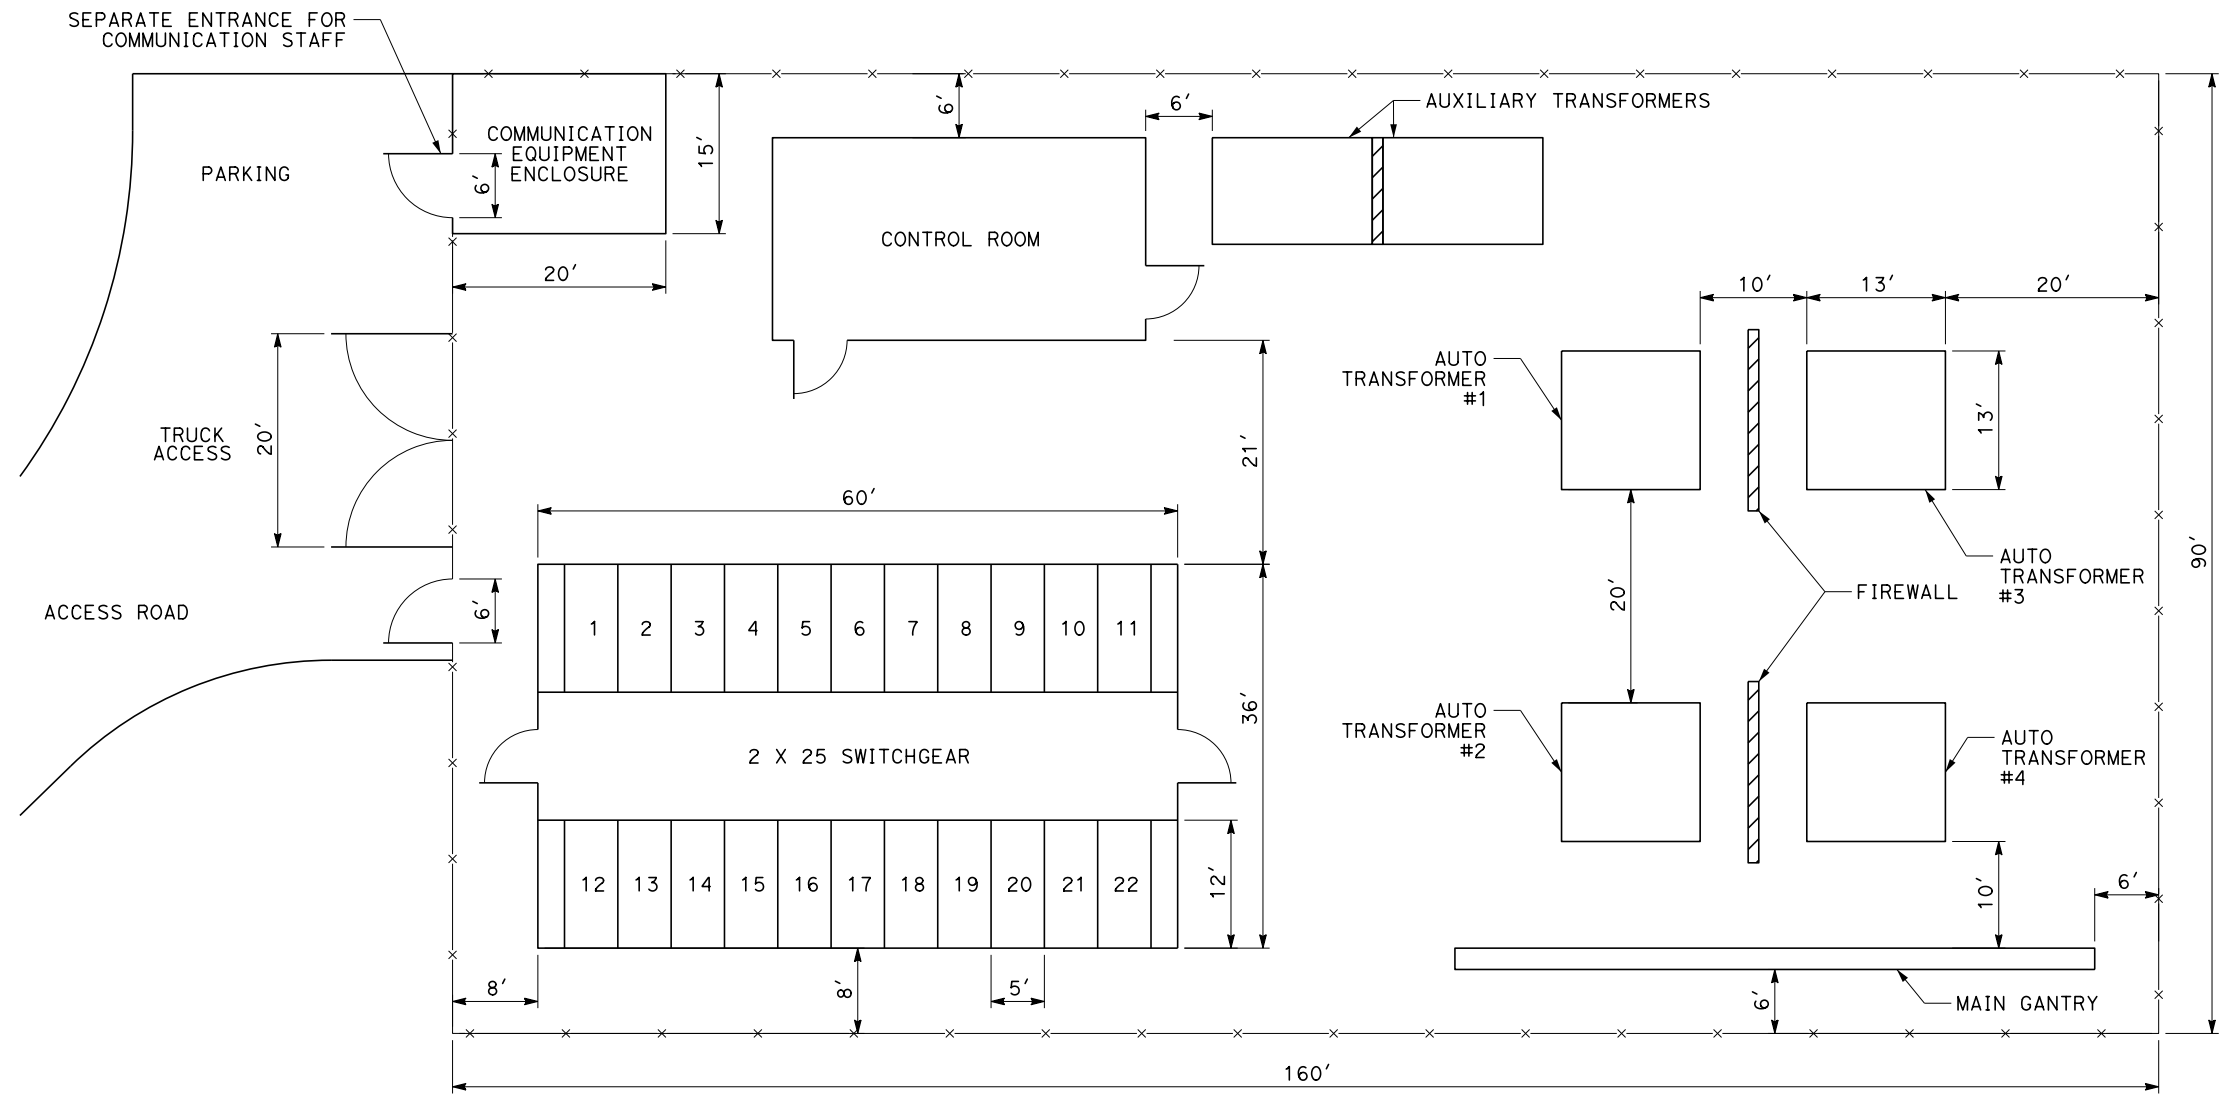 SEPARATE ENTRANCE FOR
COMMUNICATION STAFF
COMMUNICATION
EQUIPMENT
ENCLOSURE
PARKING
6′
15′
20′
6′
6′
AUXILIARY TRANSFORMERS
CONTROL ROOM
10′
13′
20′
TRUCK
ACCESS
20′
AUTO
TRANSFORMER
#1
13′
21′
60′
20′
90′
AUTO
TRANSFORMER
#3
FIREWALL
ACCESS ROAD
6′
1 2 3 4 5 6 7 8 9 10 11
36′
2 X 25 SWITCHGEAR
AUTO
TRANSFORMER
#2
AUTO
TRANSFORMER
#4
12 13 14 15 16 17 18 19 20 21 22
12′
10′
6′
8′
8′
5′
6′
MAIN GANTRY
160′